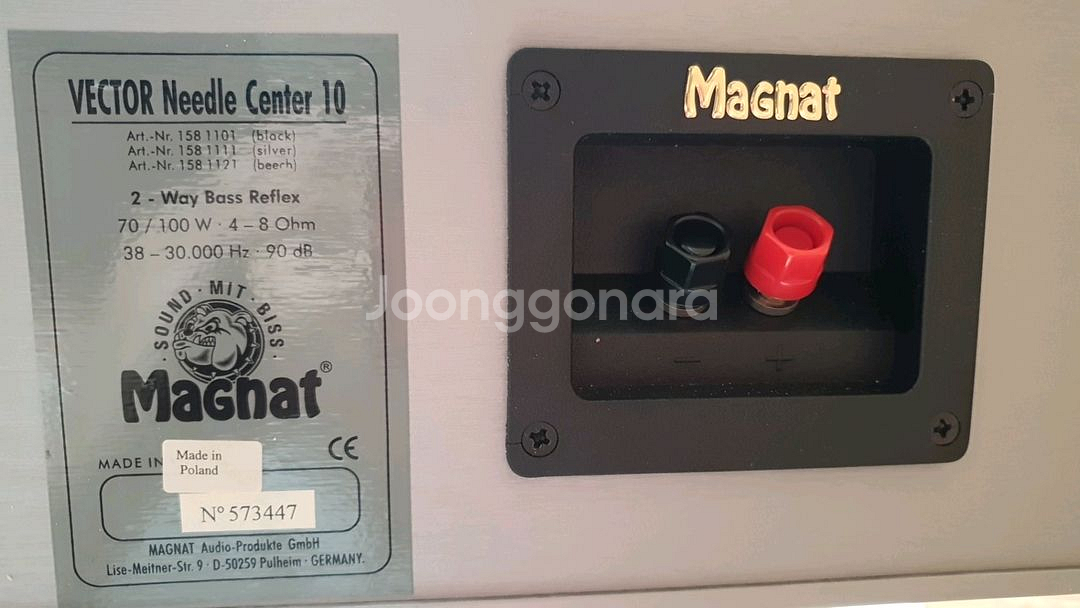 VECTOR Needle Center 10
Art.-Nr. 158 1101 (black)
Art.-Nr. 158 1111 (silver)
Art.-Nr. 158 1121 (beech)
2 - Way Bass Reflex
70 / 100 W · 4 – 8 Ohm
38 – 30.000 Hz · 90 dB
· SOUND · MIT · BISS ·
Magnat®
CE
MADE IN
Made in
Poland
N° 573447
MAGNAT Audio-Produkte GmbH
Lise-Meitner-Str. 9 · D-50259 Pulheim · GERMANY.
Magnat
− +
Joonggonara